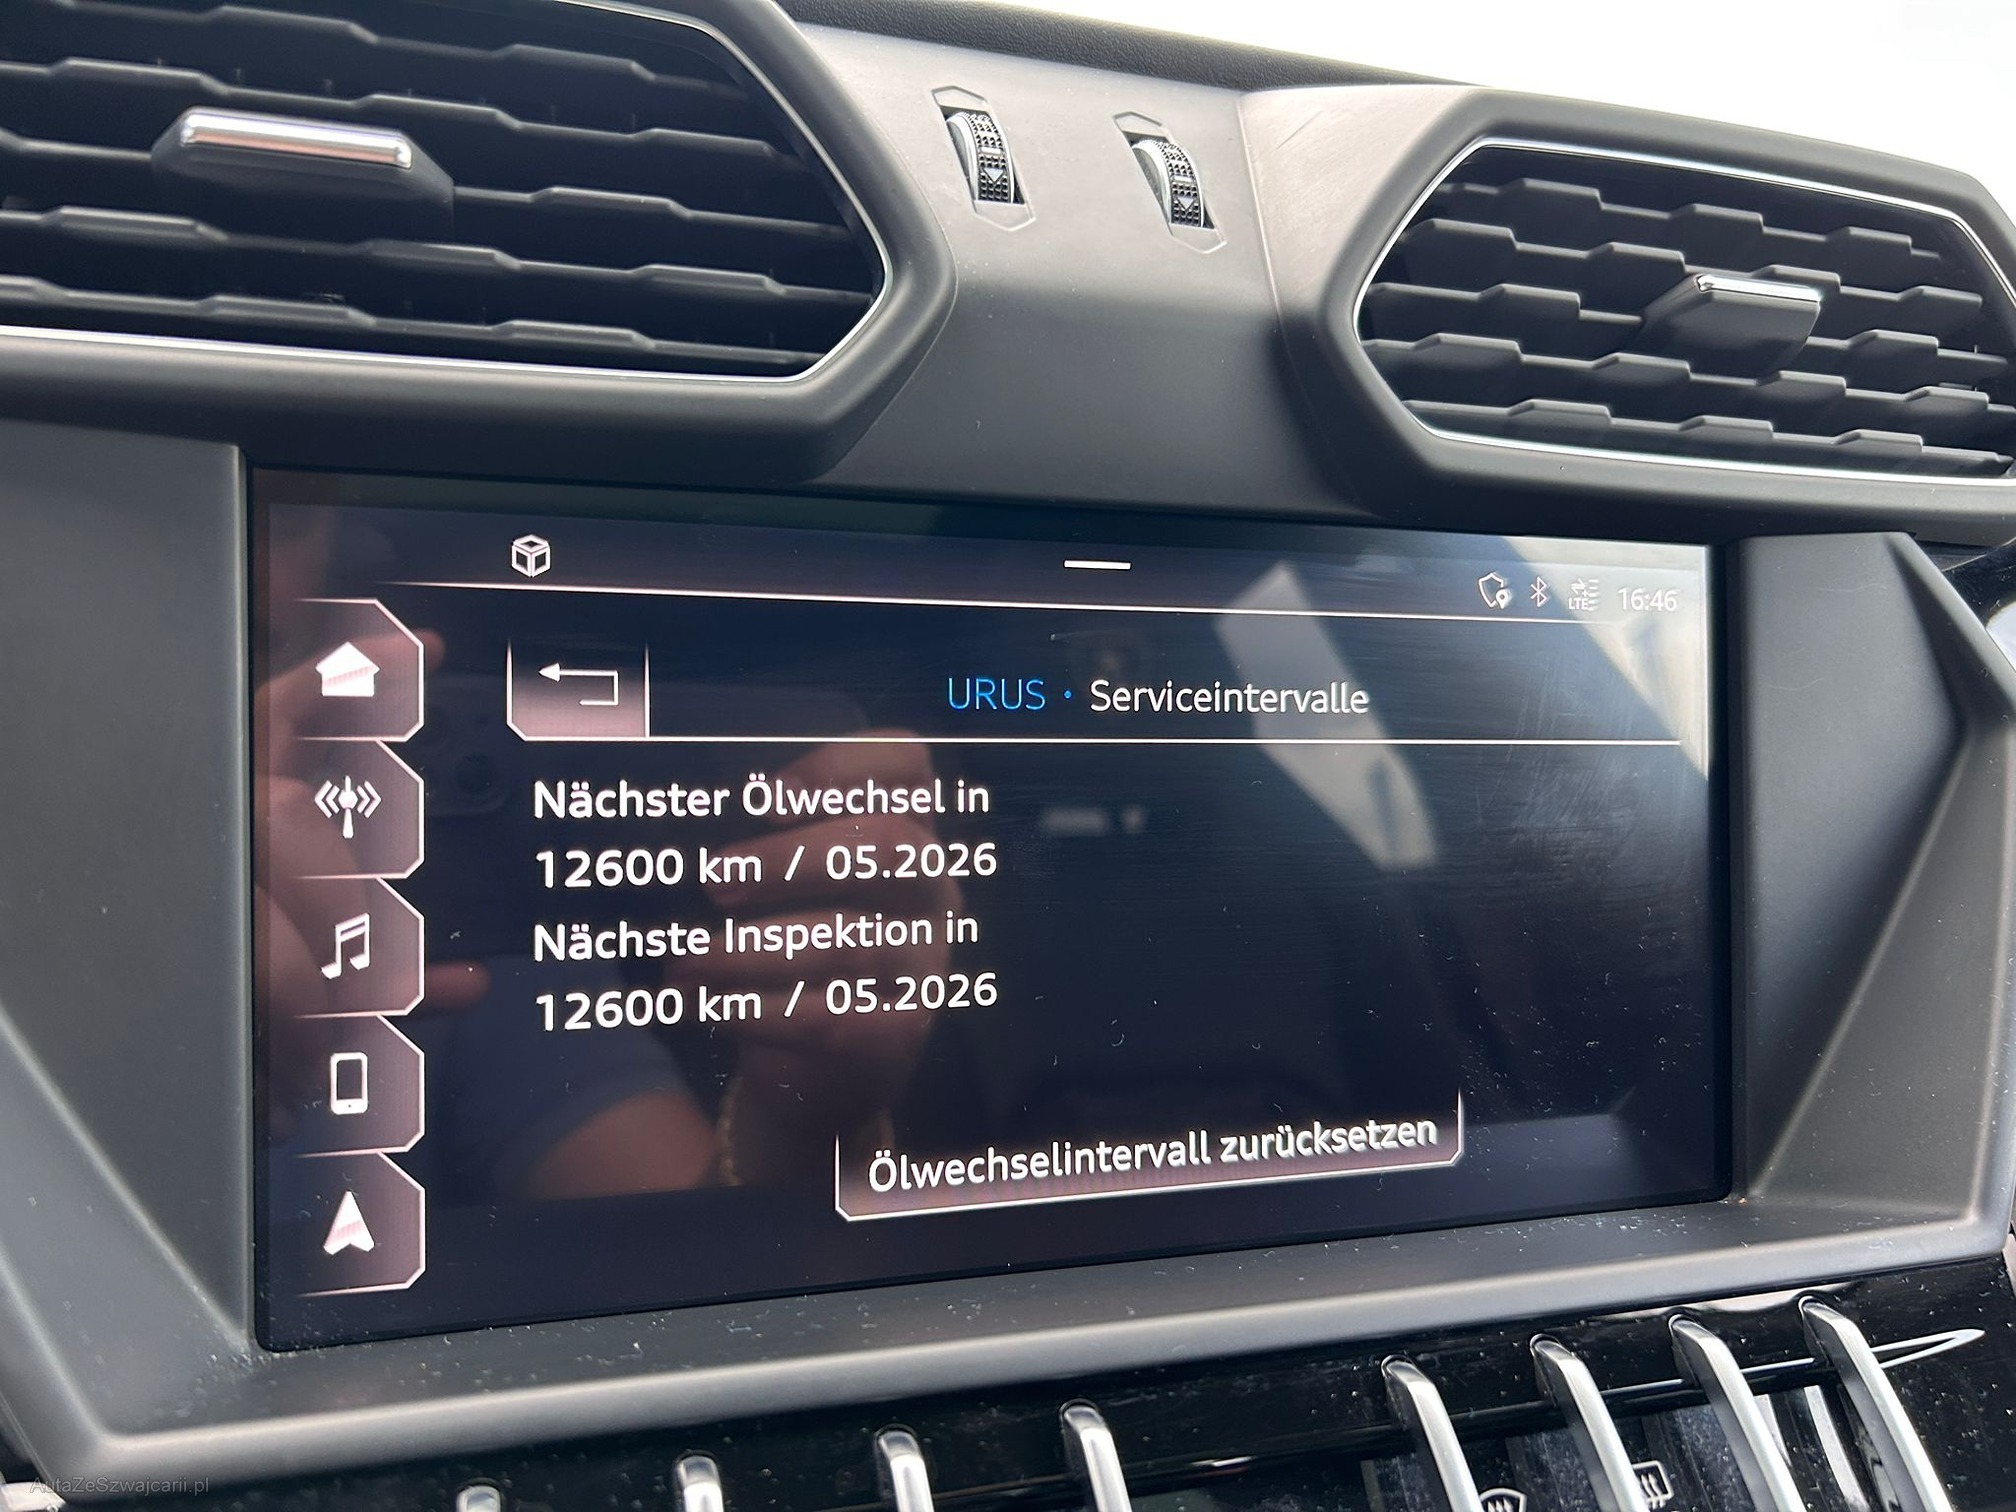 LTE 16:46
URUS • Serviceintervalle
Nächster Ölwechsel in
12600 km / 05.2026
Nächste Inspektion in
12600 km / 05.2026
Ölwechselintervall zurücksetzen
AutaZeSzwajcarii.pl